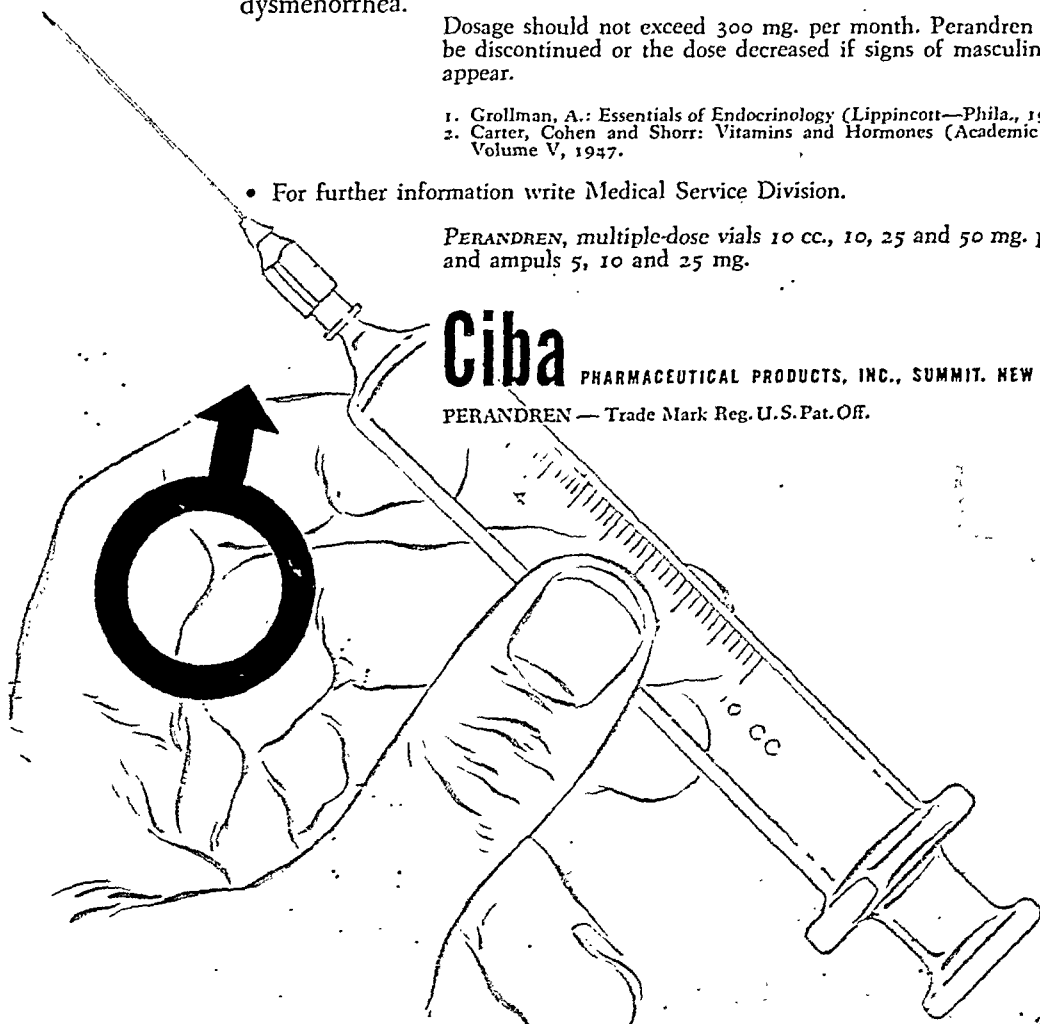 dysmenorrhea.
Dosage should not exceed 300 mg. per month. Perandren
be discontinued or the dose decreased if signs of masculin
appear.
1. Grollman, A.: Essentials of Endocrinology (Lippincott—Phila., 19
2. Carter, Cohen and Shorr: Vitamins and Hormones (Academic
Volume V, 1947.
• For further information write Medical Service Division.
PERANDREN, multiple-dose vials 10 cc., 10, 25 and 50 mg.
and ampuls 5, 10 and 25 mg.
Ciba PHARMACEUTICAL PRODUCTS, INC., SUMMIT. NEW
PERANDREN — Trade Mark Reg. U.S. Pat. Off.
10 CC